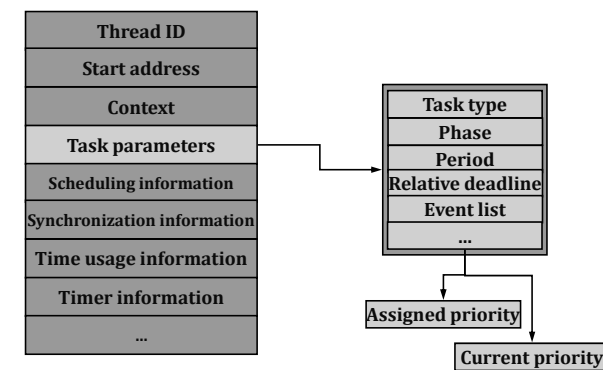 Thread ID
Start address
Context
Task parameters
Scheduling information
Synchronization information
Time usage information
Timer information
...
Task type
Phase
Period
Relative deadline
Event list
...
Assigned priority
Current priority